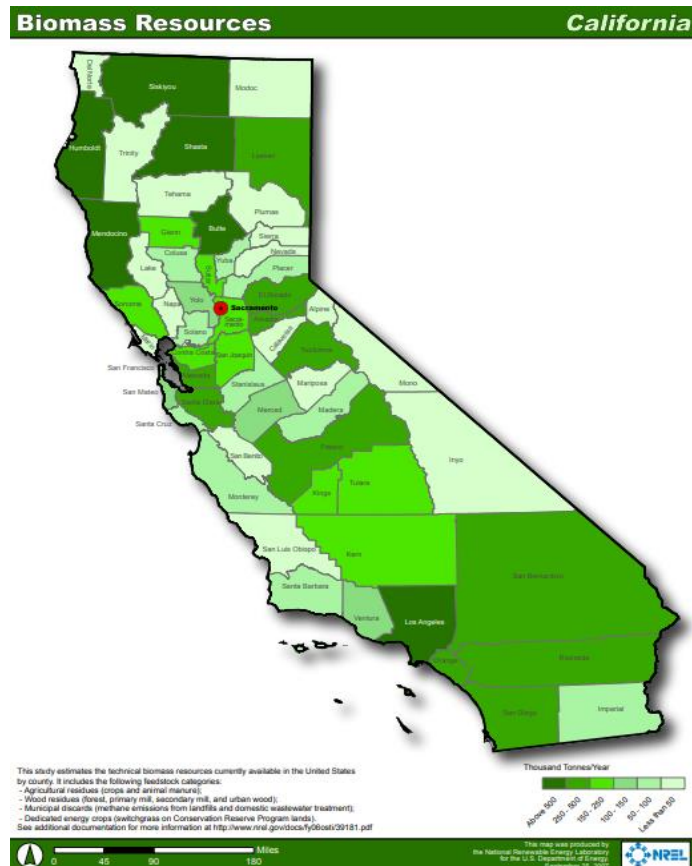 Biomass Resources
California
Del Norte
Siskiyou
Modoc
Humboldt
Trinity
Shasta
Lassen
Tehama
Plumas
Mendocino
Glenn
Butte
Sierra
Nevada
Colusa
Sutter
Yuba
Placer
Lake
El Dorado
Sonoma
Napa
Yolo
Sacramento
Sacra-
mento
Amador
Alpine
Solano
Calaveras
Marin
Contra Costa
San Joaquin
Tuolumne
San Francisco
Alameda
Stanislaus
Mariposa
Mono
San Mateo
Santa Clara
Merced
Madera
Santa Cruz
San Benito
Fresno
Inyo
Monterey
Kings
Tulare
San Luis Obispo
Kern
San Bernardino
Santa Barbara
Ventura
Los Angeles
Orange
Riverside
San Diego
Imperial
This study estimates the technical biomass resources currently available in the United States
by county. It includes the following feedstock categories:
- Agricultural residues (crops and animal manure);
- Wood residues (forest, primary mill, secondary mill, and urban wood);
- Municipal discards (methane emissions from landfills and domestic wastewater treatment);
- Dedicated energy crops (switchgrass on Conservation Reserve Program lands).
See additional documentation for more information at http://www.nrel.gov/docs/fy06osti/39181.pdf
Thousand Tonnes/Year
Above 500
250 - 500
150 - 250
100 - 150
50 - 100
Less than 50
Miles
0 45 90 180
This map was produced by
the National Renewable Energy Laboratory
for the U.S. Department of Energy.
NREL